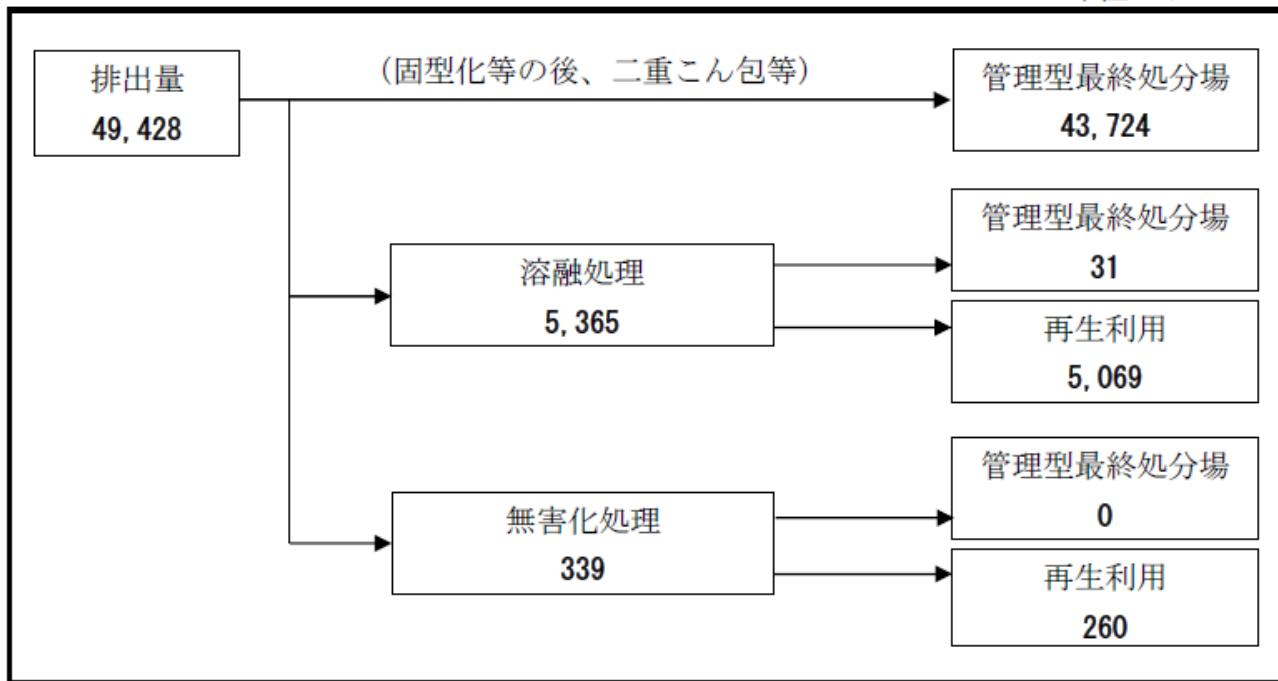 排出量
49,428
（固型化等の後、二重こん包等）
管理型最終処分場
43,724
溶融処理
5,365
管理型最終処分場
31
再生利用
5,069
無害化処理
339
管理型最終処分場
0
再生利用
260